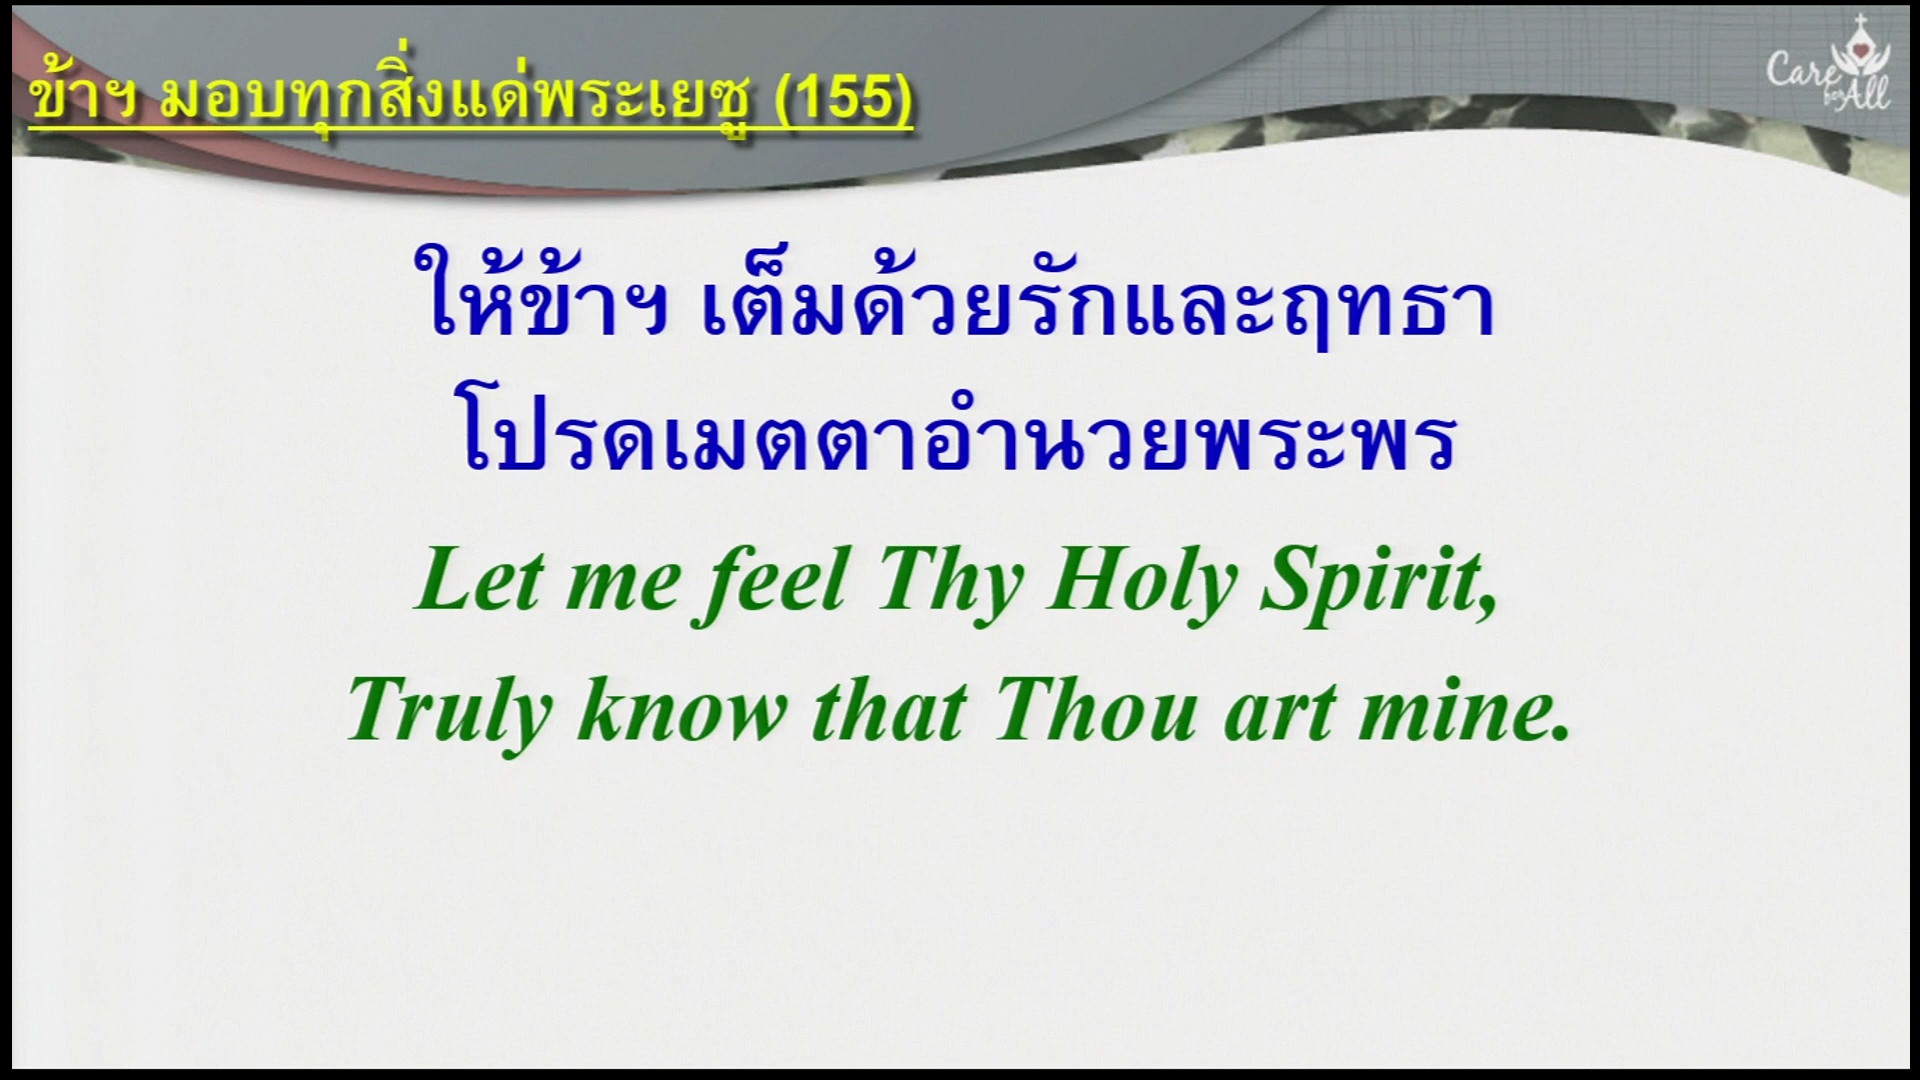 ข้าฯ มอบทุกสิ่งแด่พระเยซู (155)
Care for All
ให้ข้าฯ เต็มด้วยรักและฤทธา
โปรดเมตตาอำนวยพระพร
Let me feel Thy Holy Spirit,
Truly know that Thou art mine.